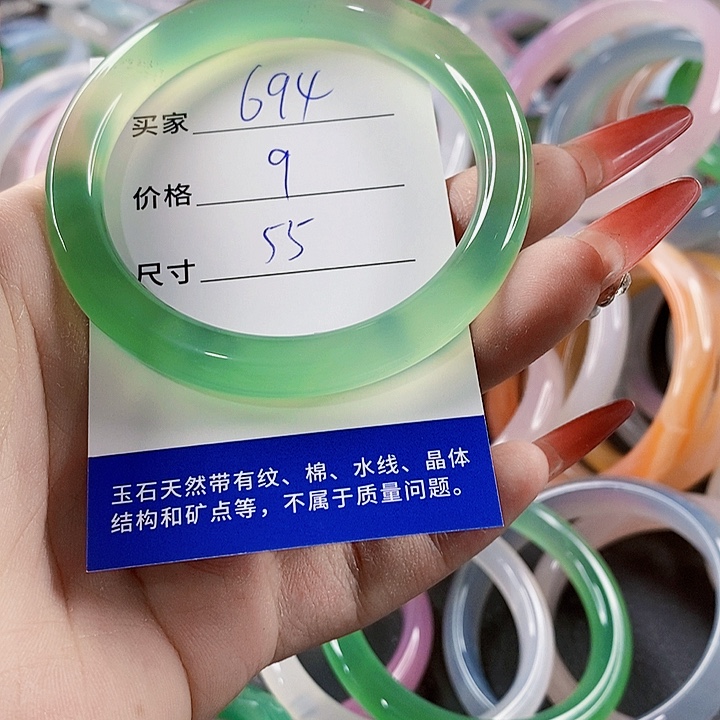 买家 694
价格 9
尺寸 55
玉石天然带有纹、棉、水线、晶体
结构和矿点等，不属于质量问题。